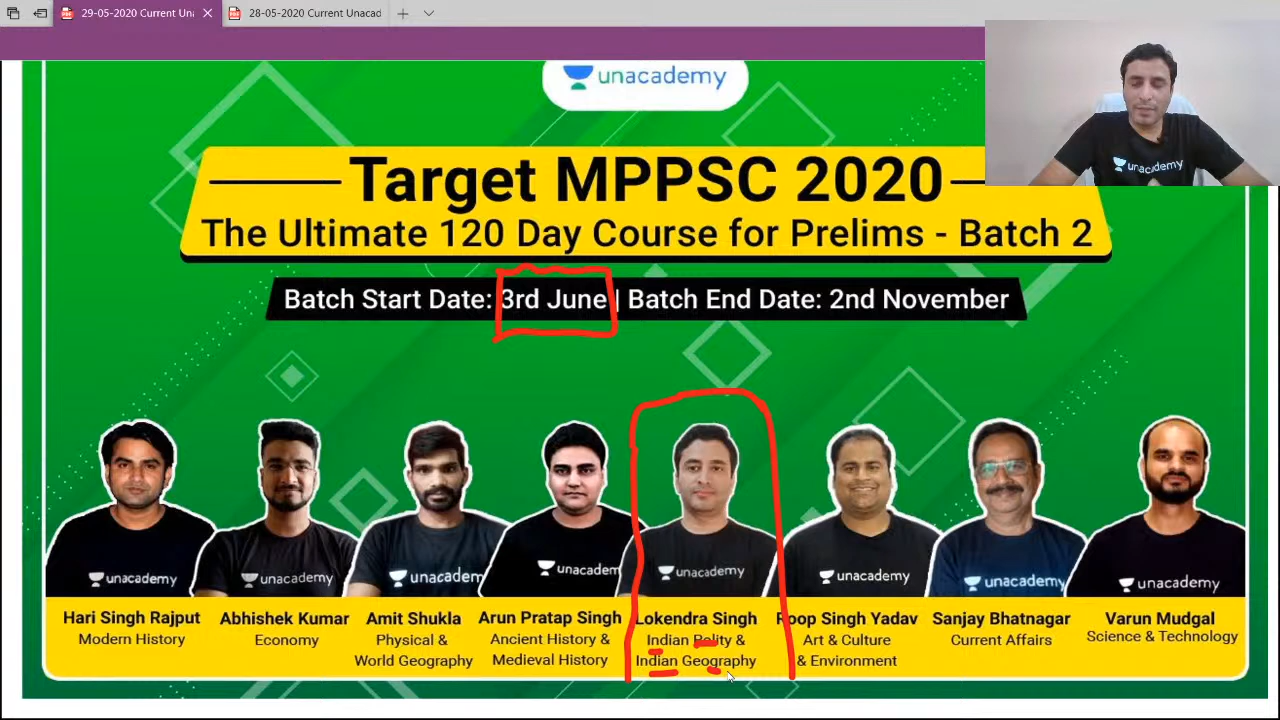 29-05-2020 Current Una
28-05-2020 Current Unacad
unacademy
unacademy
Target MPPSC 2020
The Ultimate 120 Day Course for Prelims - Batch 2
Batch Start Date: 3rd June | Batch End Date: 2nd November
unacademy
unacademy
unacadem
unacadem
unacademy
unacademy
unacademy
unacademy
Hari Singh Rajput
Modern History
Abhishek Kumar
Economy
Amit Shukla
Physical &
World Geography
Arun Pratap Singh
Ancient History &
Medieval History
Lokendra Singh
Indian Polity &
Indian Geography
Roop Singh Yadav
Art & Culture
& Environment
Sanjay Bhatnagar
Current Affairs
Varun Mudgal
Science & Technology